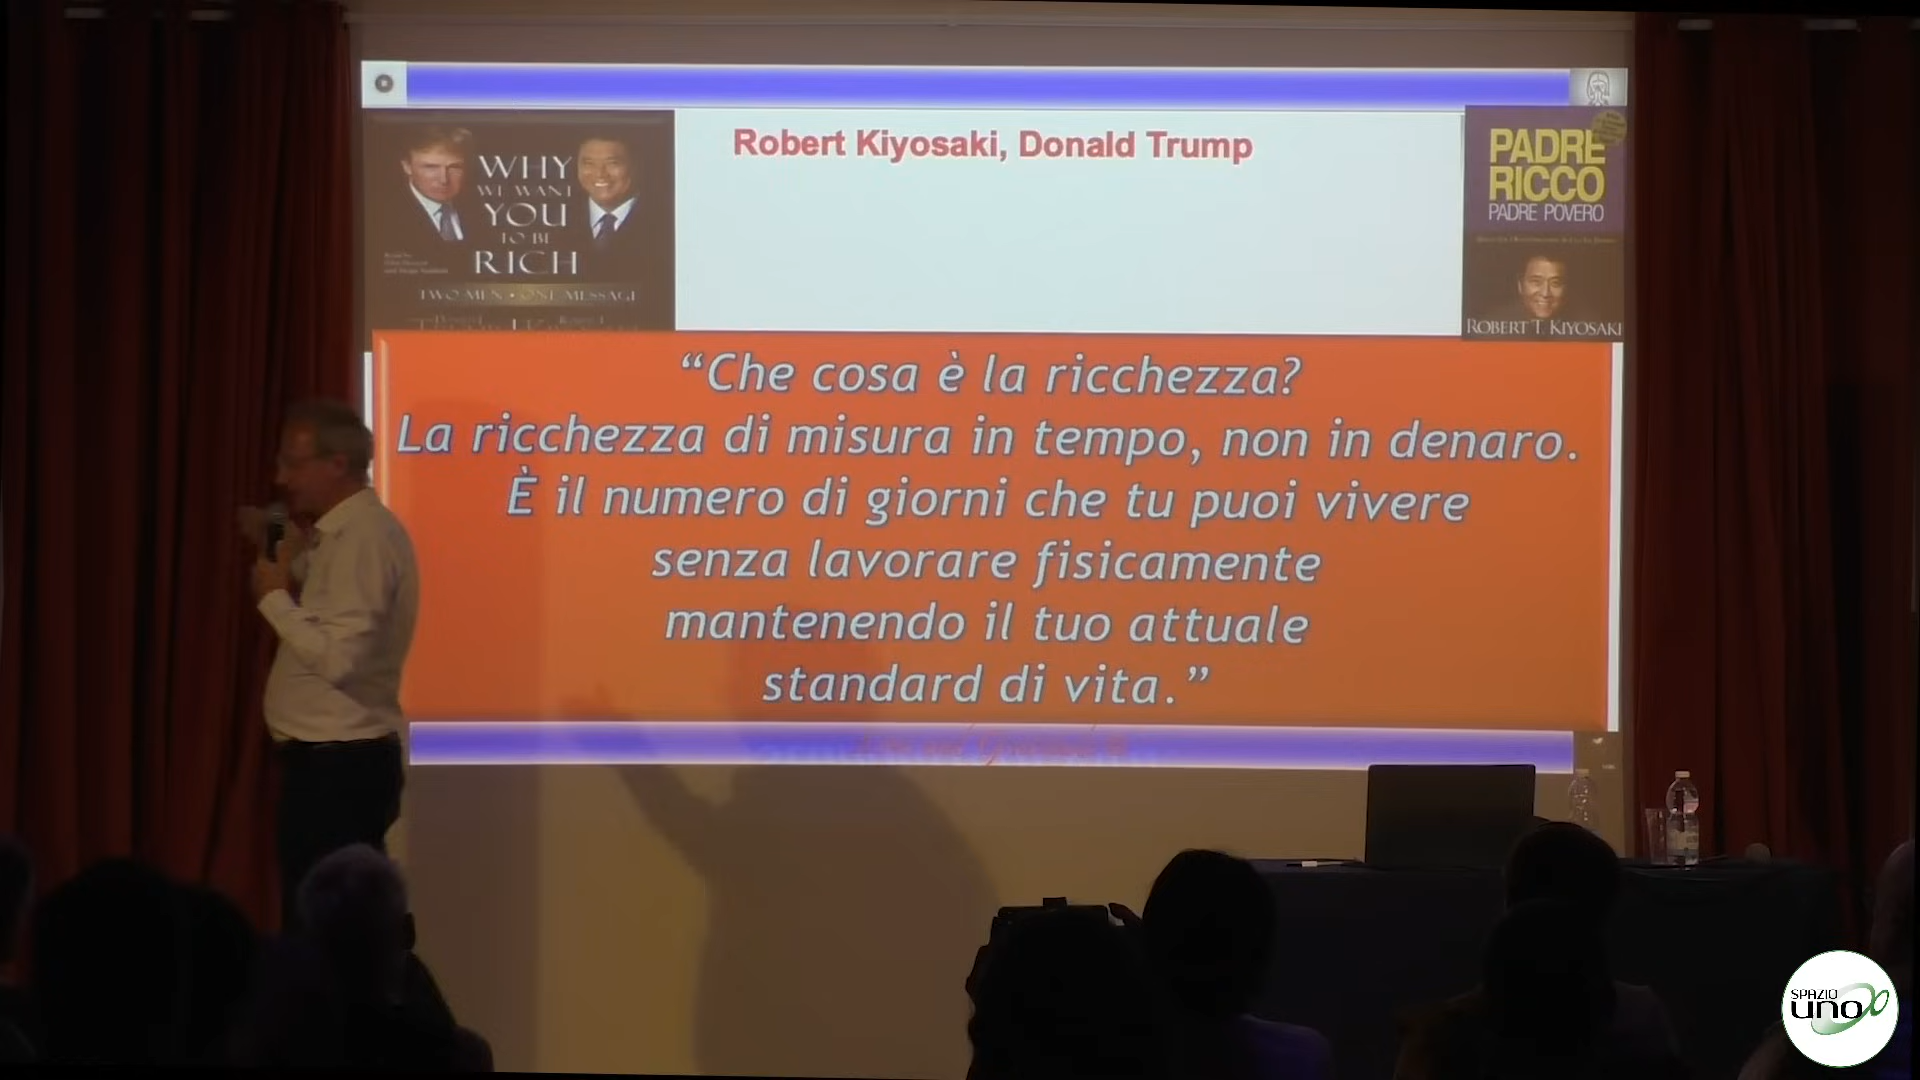 Robert Kiyosaki, Donald Trump
WHY
WE WANT
YOU
TO BE
RICH
TWO MEN • ONE MESSAGE
PADRE
RICCO
PADRE POVERO
ROBERT T. KIYOSAKI
“Che cosa è la ricchezza?
La ricchezza di misura in tempo, non in denaro.
È il numero di giorni che tu puoi vivere
senza lavorare fisicamente
mantenendo il tuo attuale
standard di vita.”
SPAZIO
uno